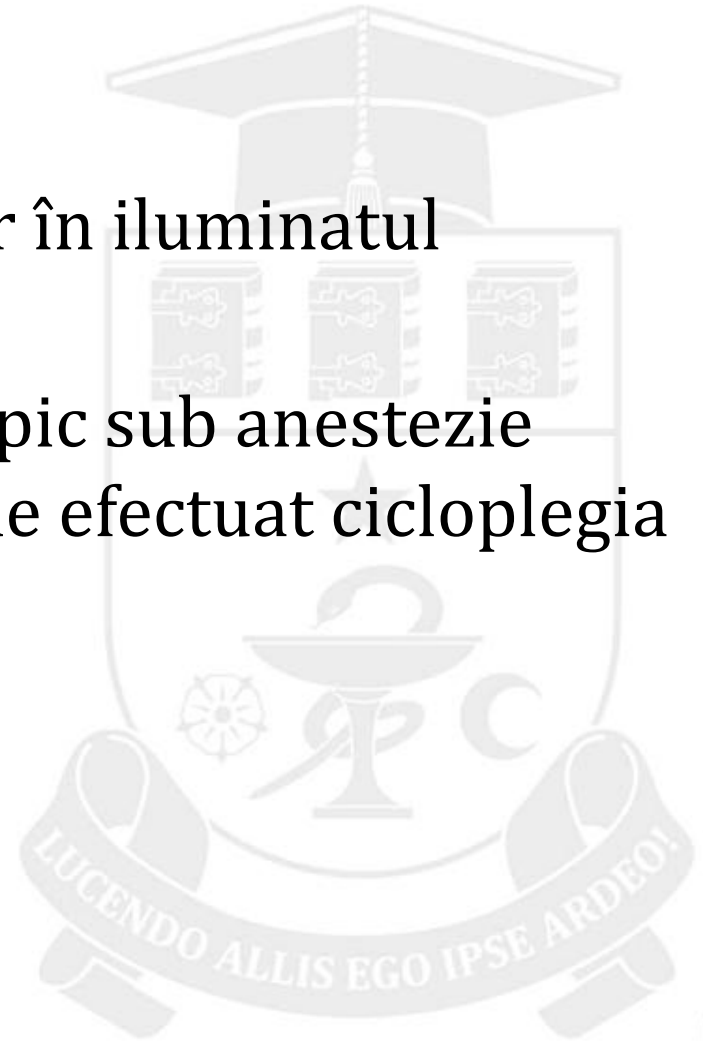 r în iluminatul
pic sub anestezie
e efectuat cicloplegia
LUCENDO ALLIS EGO IPSE ARDEO!